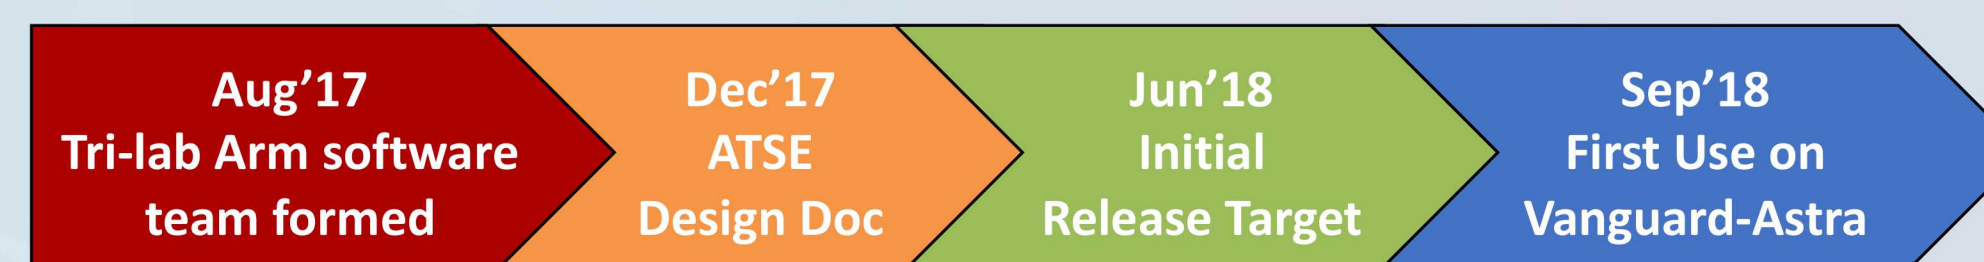 Aug’17
Tri-lab Arm software
team formed
Dec’17
ATSE
Design Doc
Jun’18
Initial
Release Target
Sep’18
First Use on
Vanguard-Astra